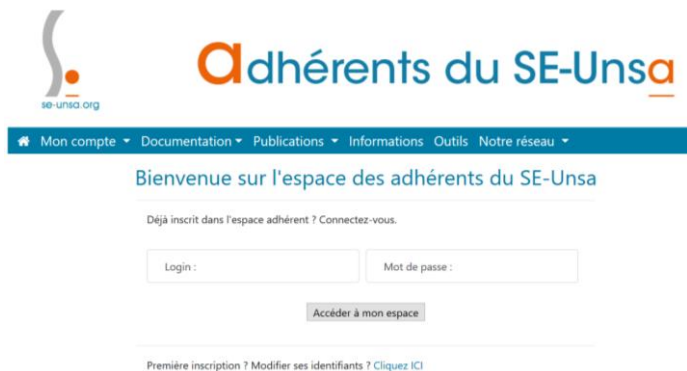 adhérents du SE-Unsa
se-unsa.org
Mon compte Documentation Publications Informations Outils Notre réseau
Bienvenue sur l'espace des adhérents du SE-Unsa
Déjà inscrit dans l'espace adhérent ? Connectez-vous.
Login : Mot de passe :
Accéder à mon espace
Première inscription ? Modifier ses identifiants ? Cliquez ICI